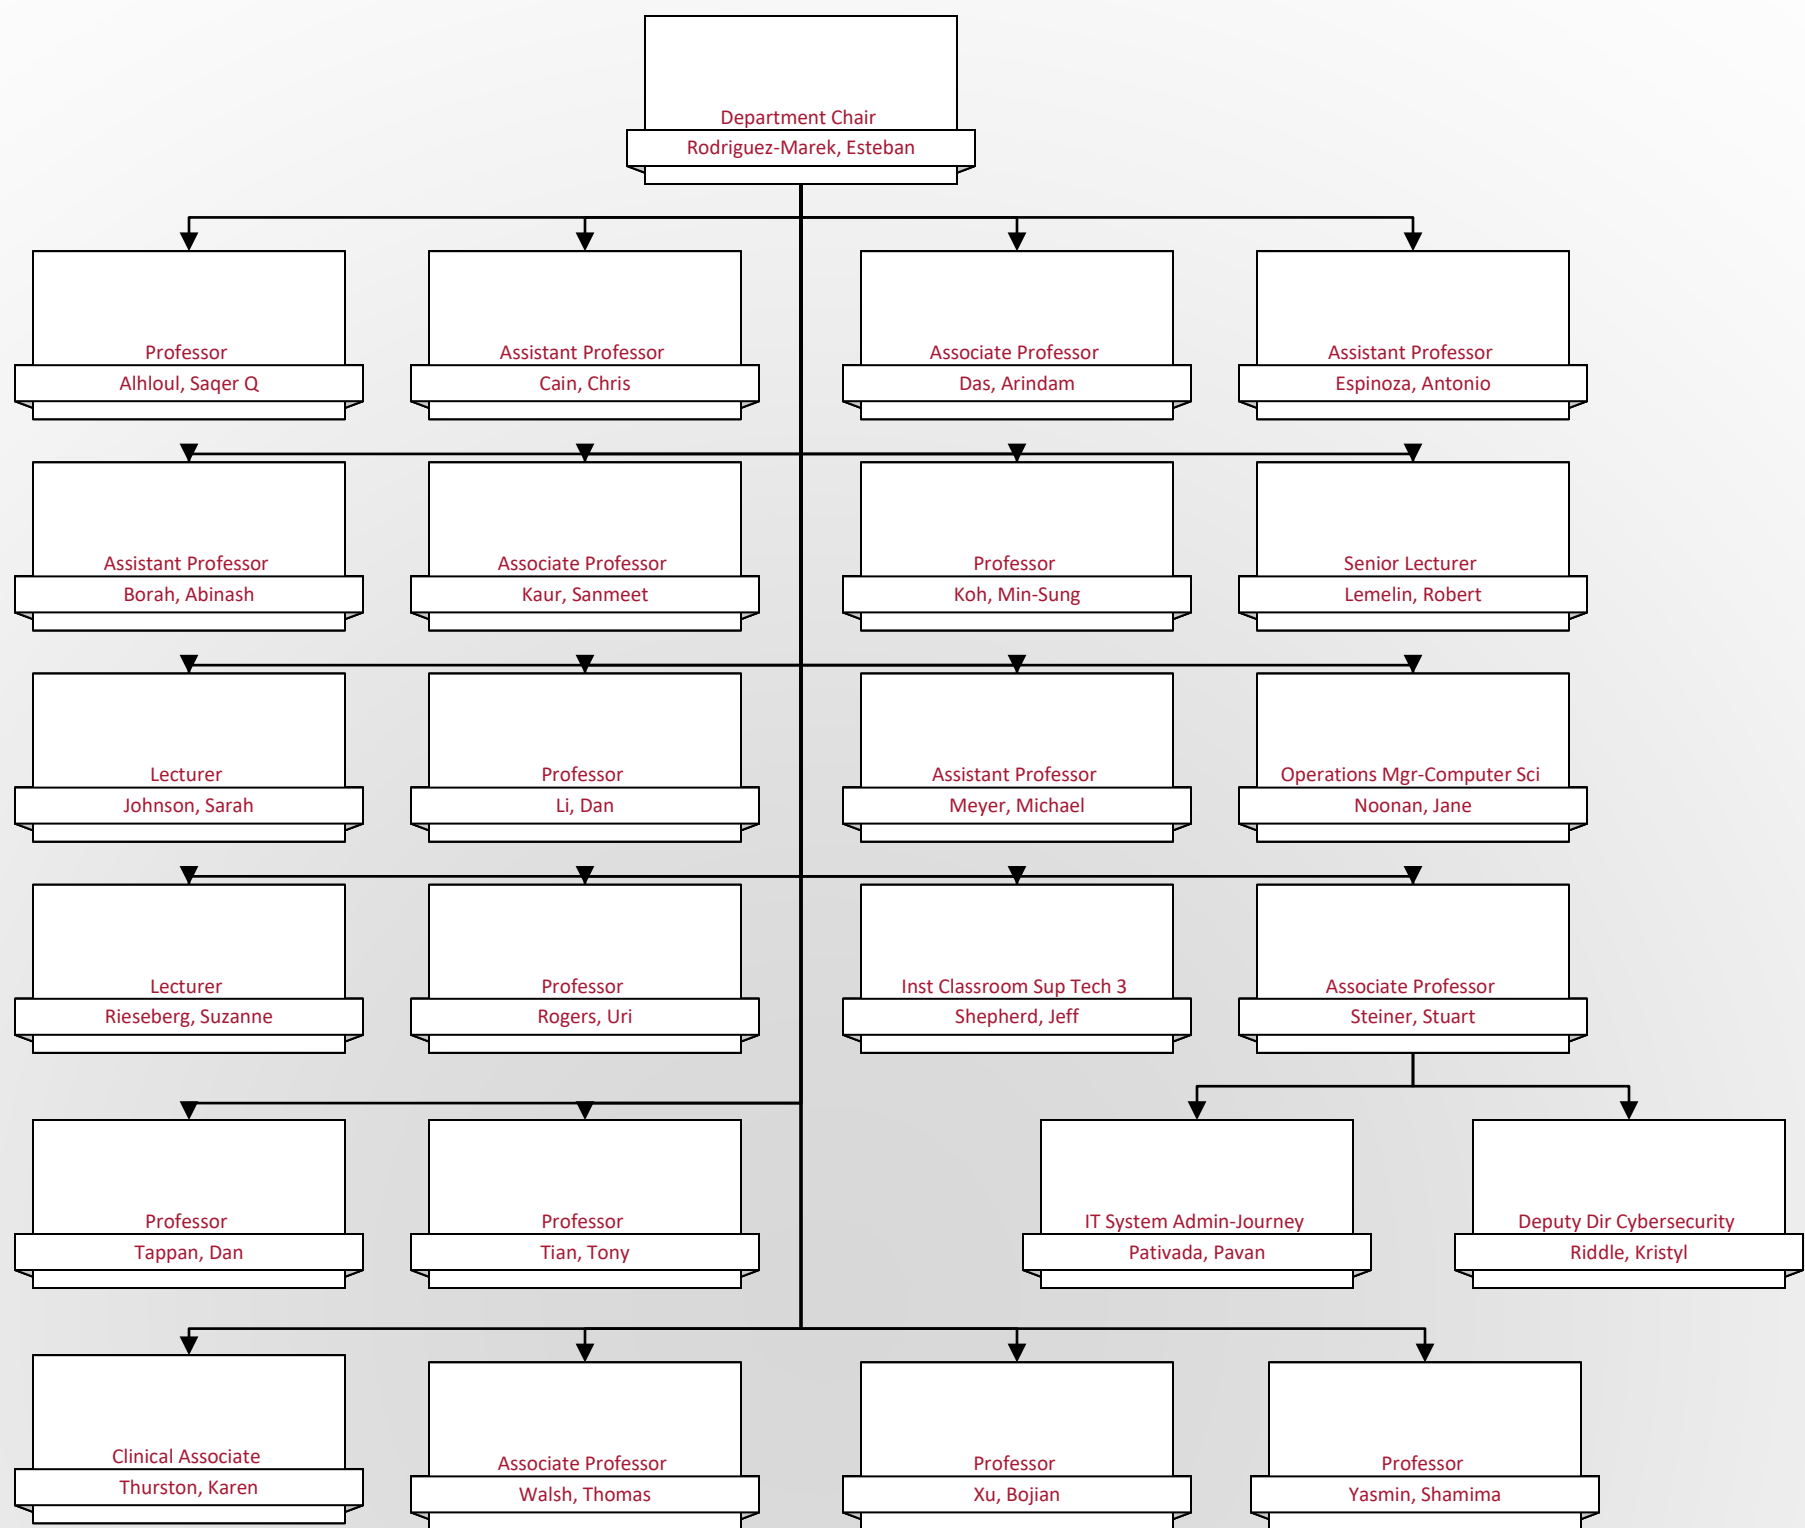 Department Chair
Rodriguez-Marek, Esteban
Professor
Alhloul, Saqer Q
Assistant Professor
Cain, Chris
Associate Professor
Das, Arindam
Assistant Professor
Espinoza, Antonio
Assistant Professor
Borah, Abinash
Associate Professor
Kaur, Sanmeet
Professor
Koh, Min-Sung
Senior Lecturer
Lemelin, Robert
Lecturer
Johnson, Sarah
Professor
Li, Dan
Assistant Professor
Meyer, Michael
Operations Mgr-Computer Sci
Noonan, Jane
Lecturer
Rieseberg, Suzanne
Professor
Rogers, Uri
Inst Classroom Sup Tech 3
Shepherd, Jeff
Associate Professor
Steiner, Stuart
Professor
Tappan, Dan
Professor
Tian, Tony
IT System Admin-Journey
Pativada, Pavan
Deputy Dir Cybersecurity
Riddle, Kristyl
Clinical Associate
Thurston, Karen
Associate Professor
Walsh, Thomas
Professor
Xu, Bojian
Professor
Yasmin, Shamima